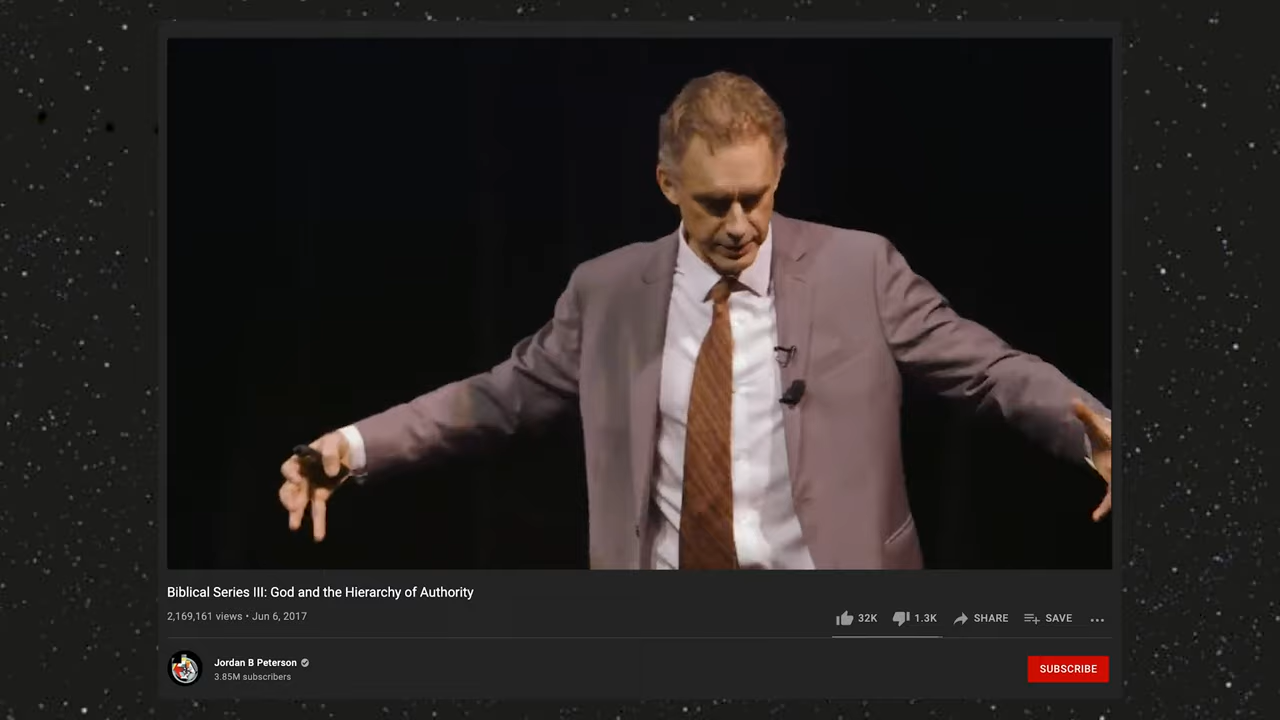 Biblical Series III: God and the Hierarchy of Authority
2,169,161 views • Jun 6, 2017
32K 1.3K SHARE SAVE
Jordan B Peterson
3.85M subscribers
SUBSCRIBE